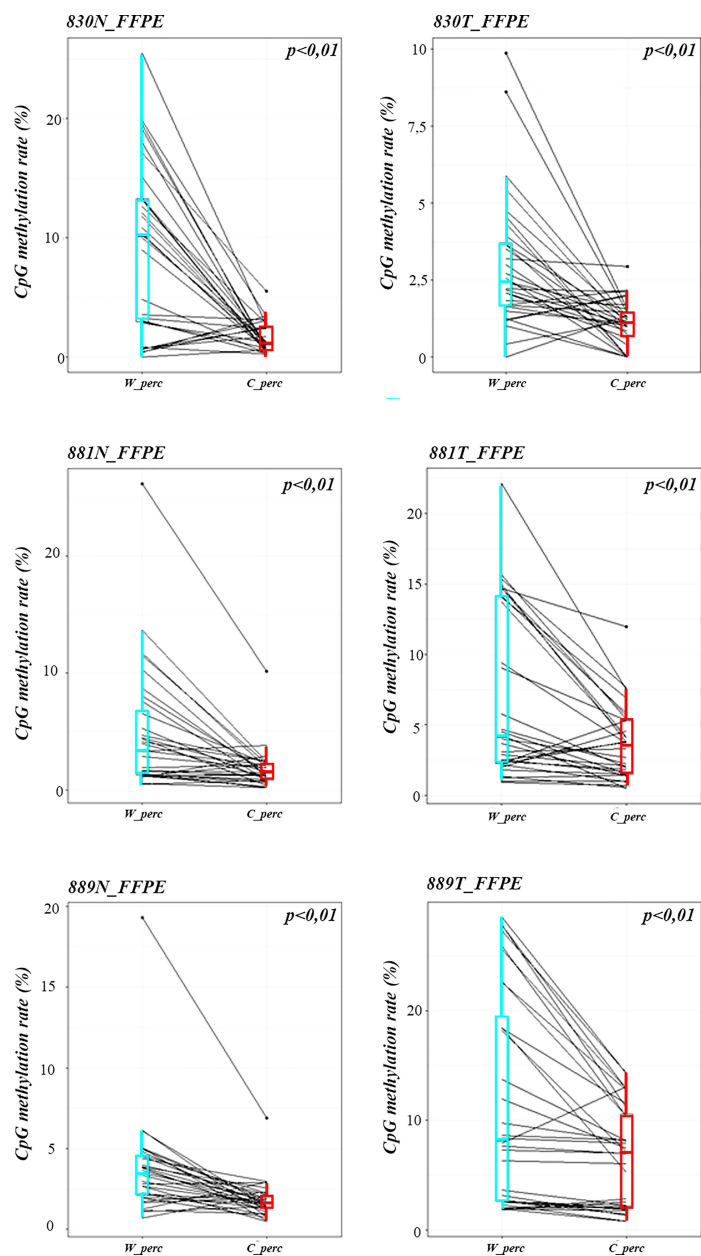 830N_FFPE
p<0,01
CpG methylation rate (%)
20
10
0
W_perc C_perc
830T_FFPE
p<0,01
CpG methylation rate (%)
10
7.5
5
2.5
0
W_perc C_perc
881N_FFPE
p<0,01
CpG methylation rate (%)
20
10
0
W_perc C_perc
881T_FFPE
p<0,01
CpG methylation rate (%)
20
15
10
5
0
W_perc C_perc
889N_FFPE
p<0,01
CpG methylation rate (%)
20
15
10
5
0
W_perc C_perc
889T_FFPE
p<0,01
CpG methylation rate (%)
20
10
0
W_perc C_perc